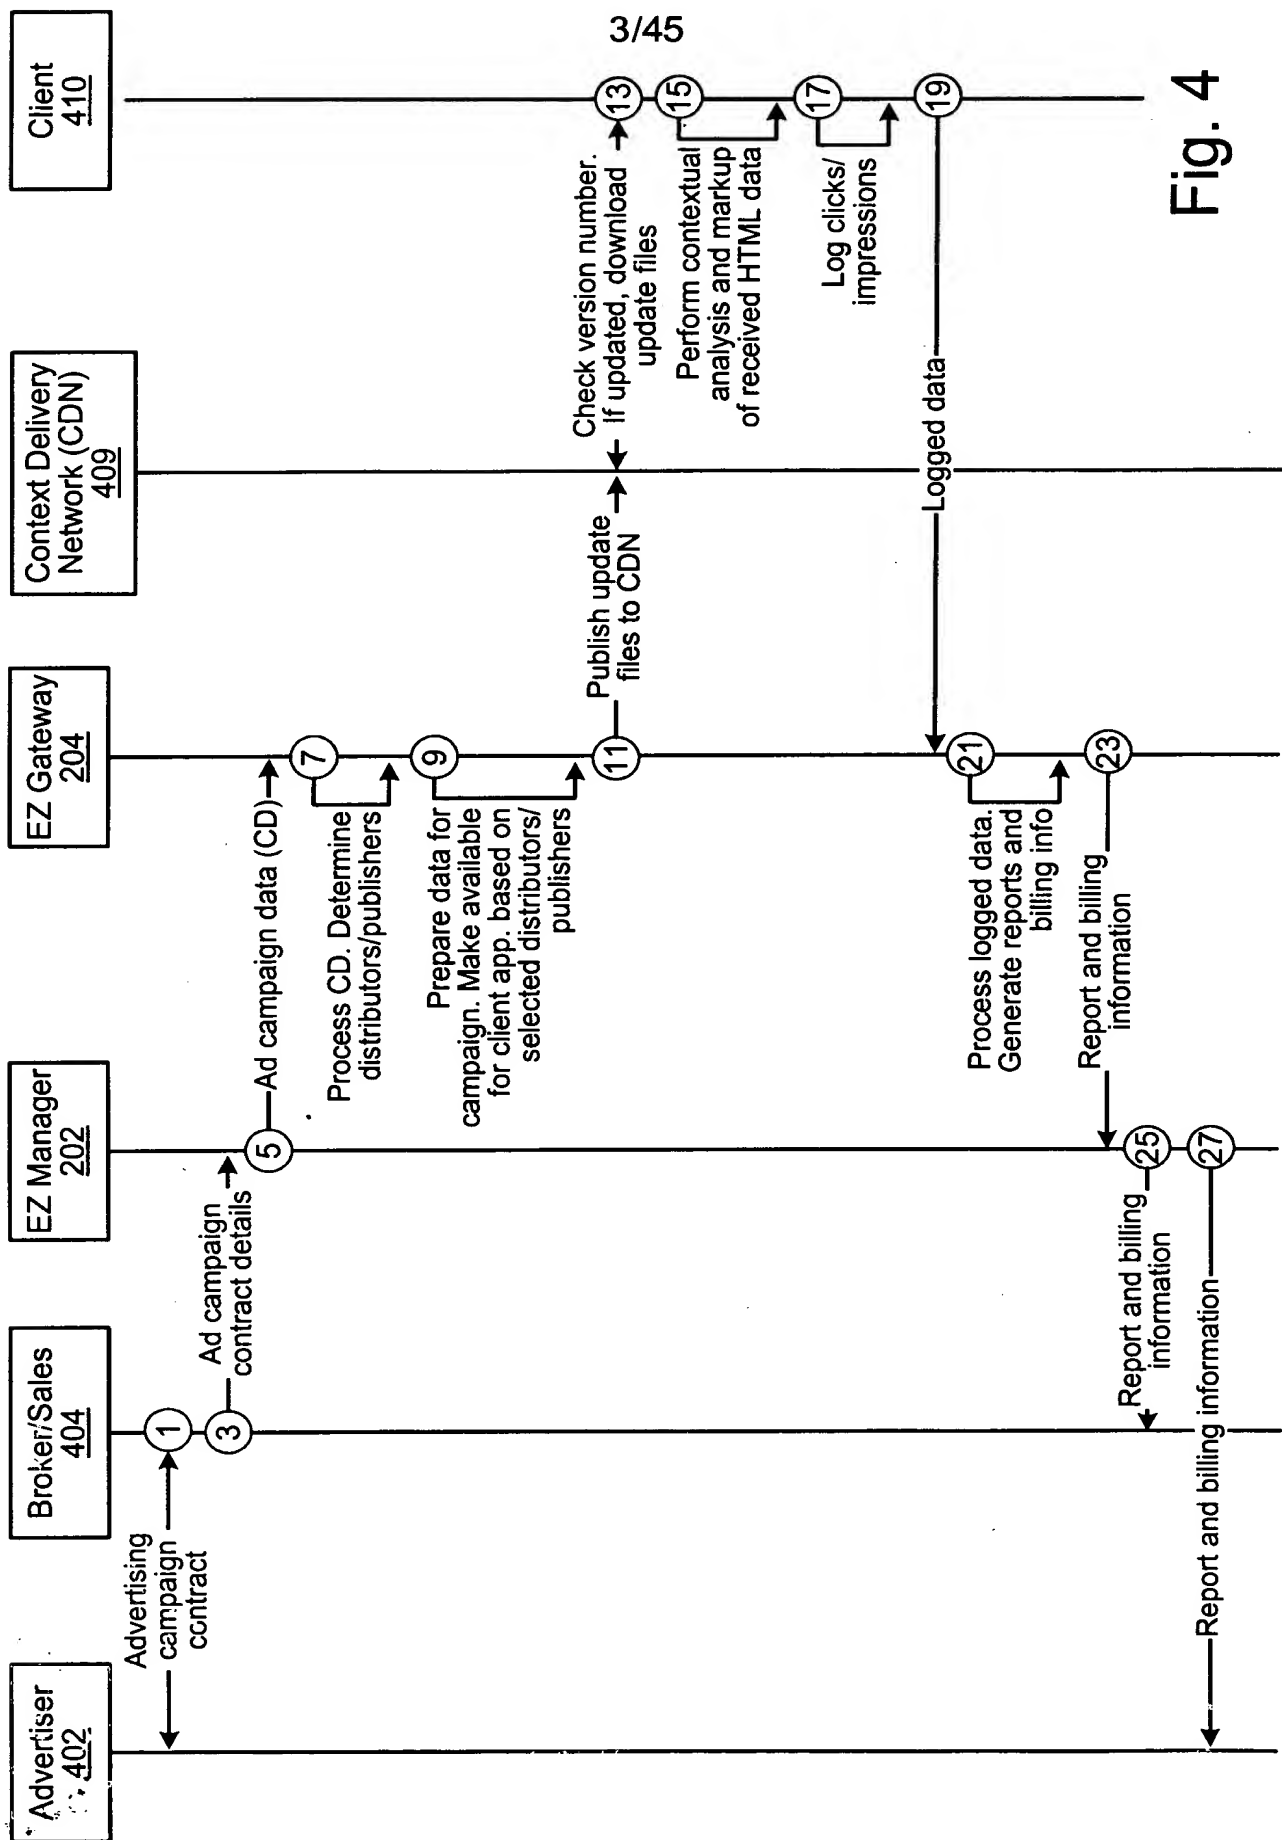 3/45
Advertiser
402
Broker/Sales
404
EZ Manager
202
EZ Gateway
204
Context Delivery
Network (CDN)
409
Client
410
Advertising
campaign
contract
1
3
Ad campaign
contract details
5
Ad campaign data (CD)
7
Process CD. Determine
distributors/publishers
9
Prepare data for
campaign. Make available
for client app. based on
selected distributors/
publishers
11
Publish update
files to CDN
Check version number.
If updated, download
update files
13
15
Perform contextual
analysis and markup
of received HTML data
17
Log clicks/
impressions
19
Logged data
21
Process logged data.
Generate reports and
billing info
23
Report and billing
information
25
Report and billing
information
27
Report and billing information
Fig. 4